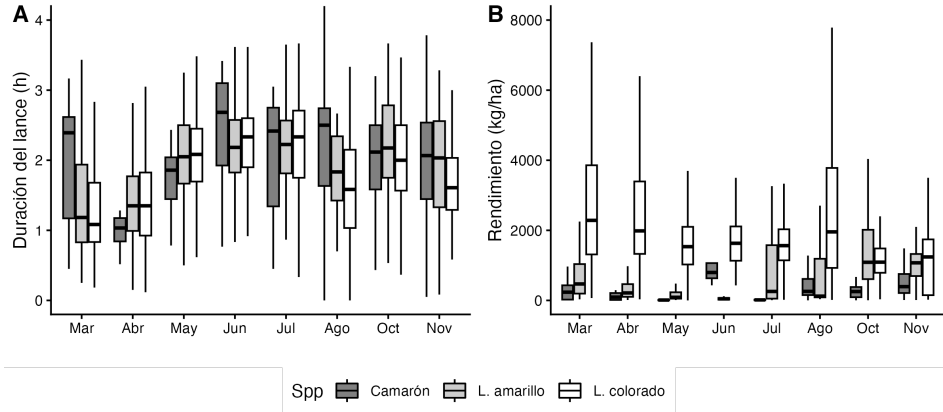 A
Duración del lance (h)
4
3
2
1
0
Mar Abr May Jun Jul Ago Oct Nov
B
Rendimiento (kg/ha)
8000
6000
4000
2000
0
Mar Abr May Jun Jul Ago Oct Nov
Spp Camarón L. amarillo L. colorado